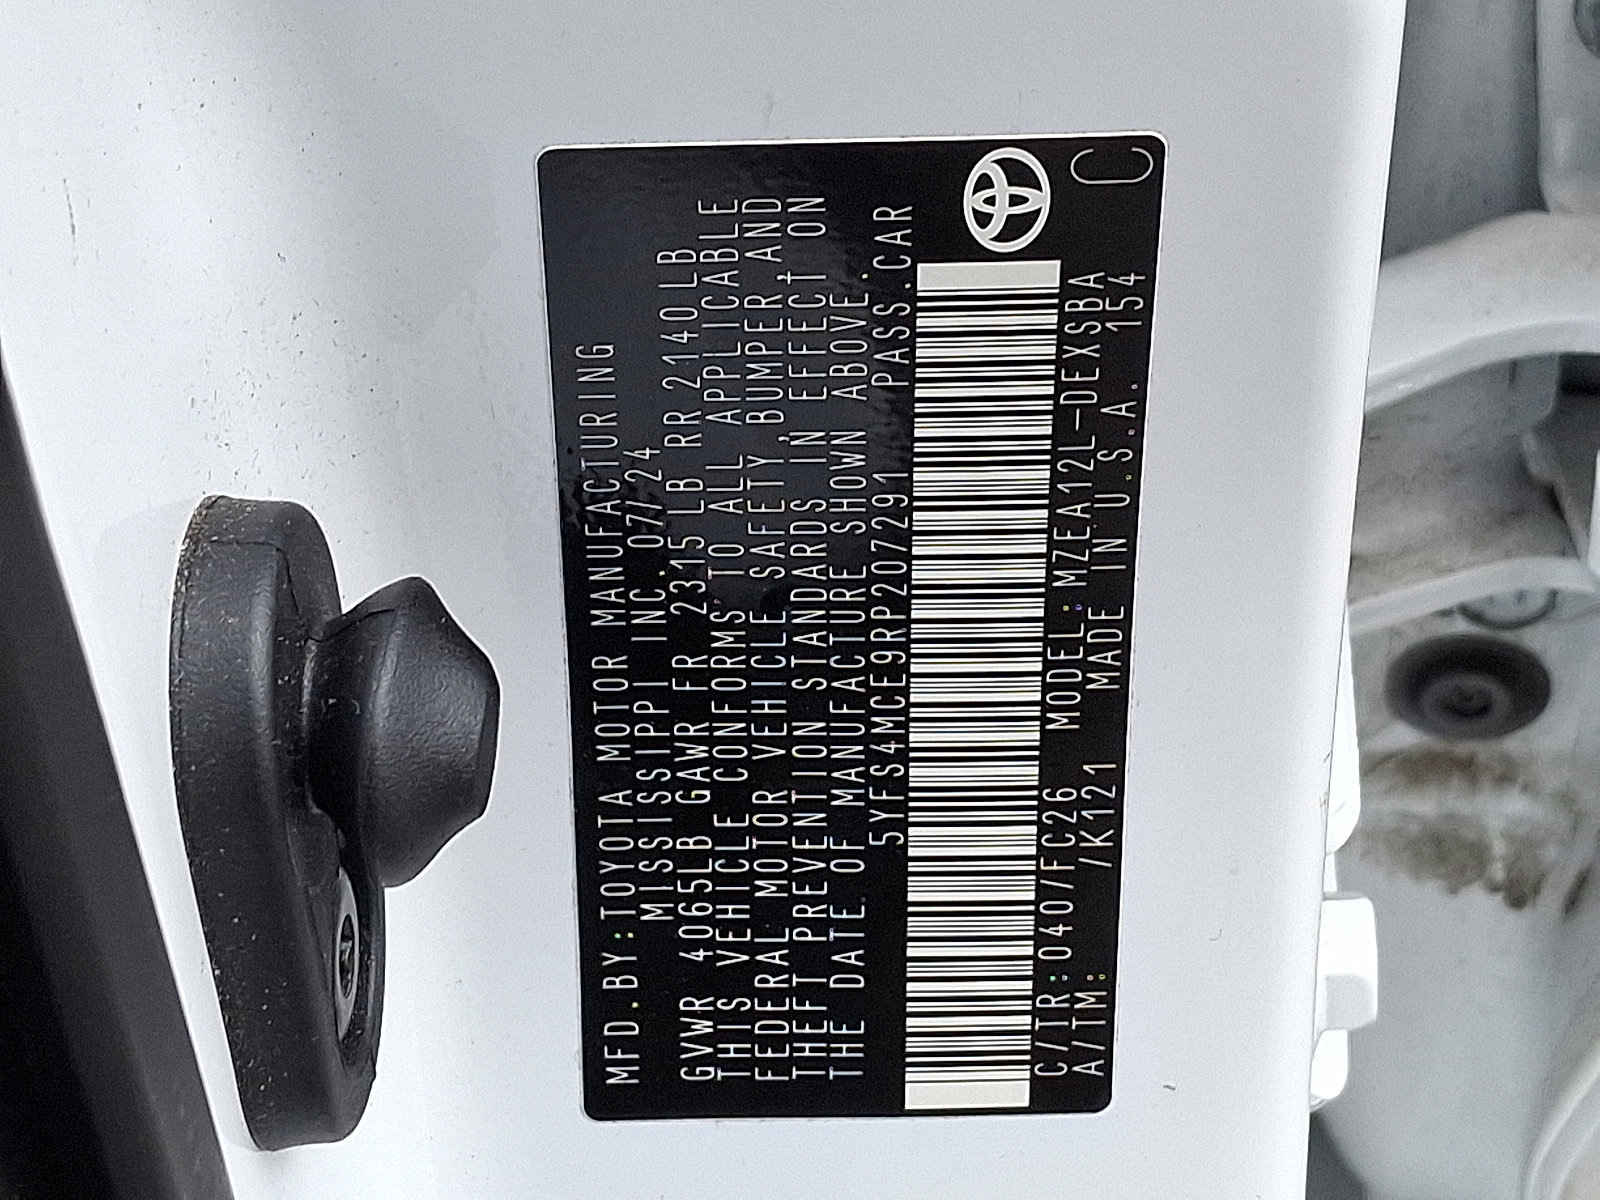 MFD.BY:TOYOTA MOTOR MANUFACTURING
MISSISSIPPI INC. 07/24
GVWR 4065LB GAWR FR 2315 LB RR 2140LB
THIS VEHICLE CONFORMS TO ALL APPLICABLE
FEDERAL MOTOR VEHICLE SAFETY,BUMPER,AND
THEFT PREVENTION STANDARDS IN EFFECT ON
THE DATE OF MANUFACTURE SHOWN ABOVE.
5YFS4MCE9RP207291 PASS.CAR
C/TR:040/FC26 MODEL:MZEA12L-DEXSBA
A/TM: /K121 MADE IN U.S.A. 154
C